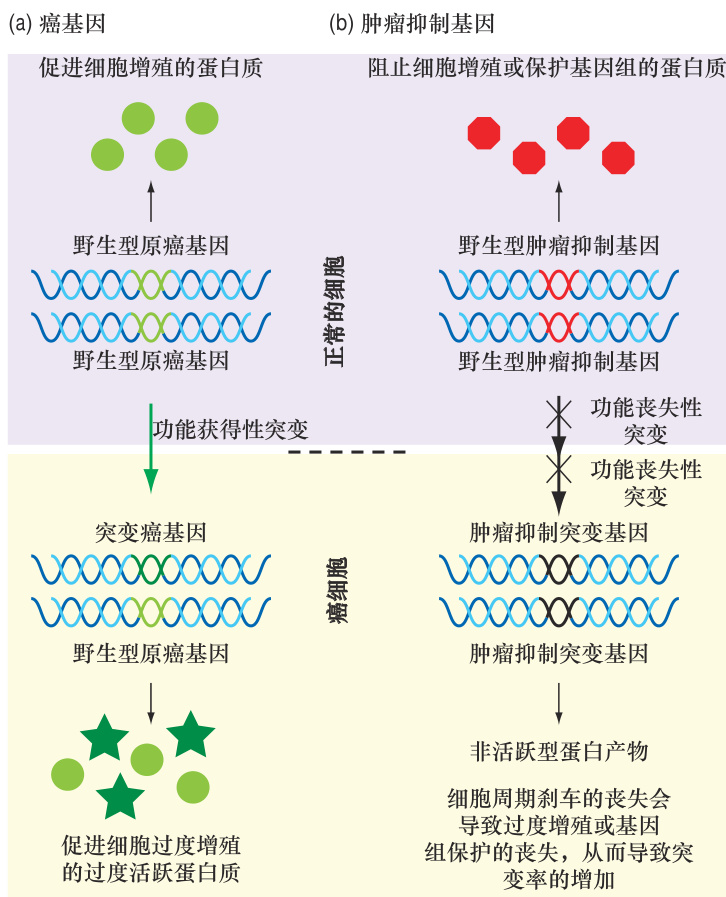 (a) 癌基因
(b) 肿瘤抑制基因
促进细胞增殖的蛋白质
阻止细胞增殖或保护基因组的蛋白质
野生型原癌基因
野生型肿瘤抑制基因
正常的细胞
野生型原癌基因
野生型肿瘤抑制基因
功能获得性突变
功能丧失性
突变
功能丧失性
突变
突变癌基因
肿瘤抑制突变基因
癌细胞
野生型原癌基因
肿瘤抑制突变基因
非活跃型蛋白产物
促进细胞过度增殖
的过度活跃蛋白质
细胞周期刹车的丧失会
导致过度增殖或基因
组保护的丧失，从而导致突
变率的增加